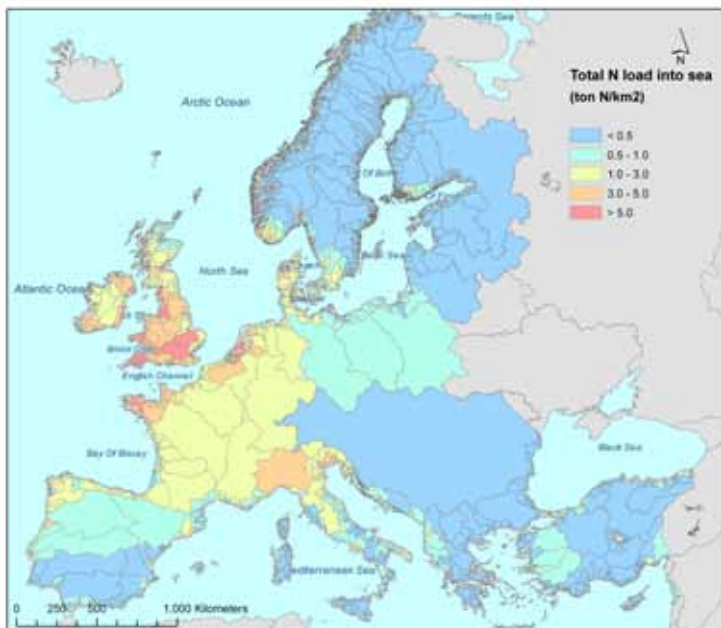 Barents Sea
N
Total N load into sea
(ton N/km2)
< 0.5
0.5 - 1.0
1.0 - 3.0
3.0 - 5.0
> 5.0
Arctic Ocean
North Sea
Atlantic Ocean
English Channel
Bay Of Biscay
Black Sea
Mediterranean Sea
0 250 500 1.000 Kilometers